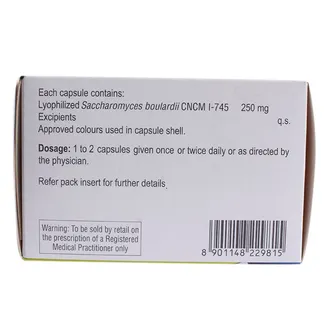 Each capsule contains:
Lyophilized Saccharomyces boulardii CNCM I-745 250 mg
Excipients q.s.
Approved colours used in capsule shell.
Dosage: 1 to 2 capsules given once or twice daily or as directed by
the physician.
Refer pack insert for further details.
Warning: To be sold by retail on
the prescription of a Registered
Medical Practitioner only
8 901148 229815